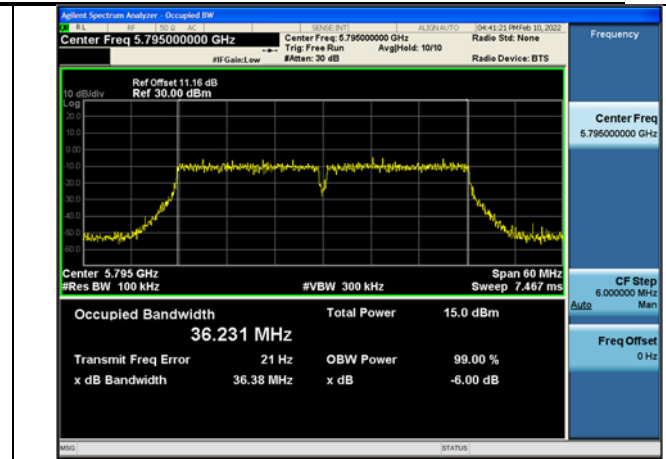 Agilent Spectrum Analyzer - Occupied BW
RL RF 50 Ω AC SENSE:INT ALIGN AUTO 04:41:21 PM Feb 10, 2022
Center Freq 5.795000000 GHz Center Freq: 5.795000000 GHz Radio Std: None Frequency
Trig: Free Run Avg|Hold: 10/10
#IFGain:Low #Atten: 30 dB Radio Device: BTS
Ref Offset 11.16 dB
10 dB/div Ref 30.00 dBm
Log
20.0
10.0
0.00
-10.0
-20.0
-30.0
-40.0
-50.0
-60.0
Center Freq
5.795000000 GHz
Center 5.795 GHz Span 60 MHz
#Res BW 100 kHz #VBW 300 kHz Sweep 7.467 ms
CF Step
6.000000 MHz
Auto Man
Occupied Bandwidth Total Power 15.0 dBm
36.231 MHz
Transmit Freq Error 21 Hz OBW Power 99.00 %
x dB Bandwidth 36.38 MHz x dB -6.00 dB
Freq Offset
0 Hz
MSG STATUS